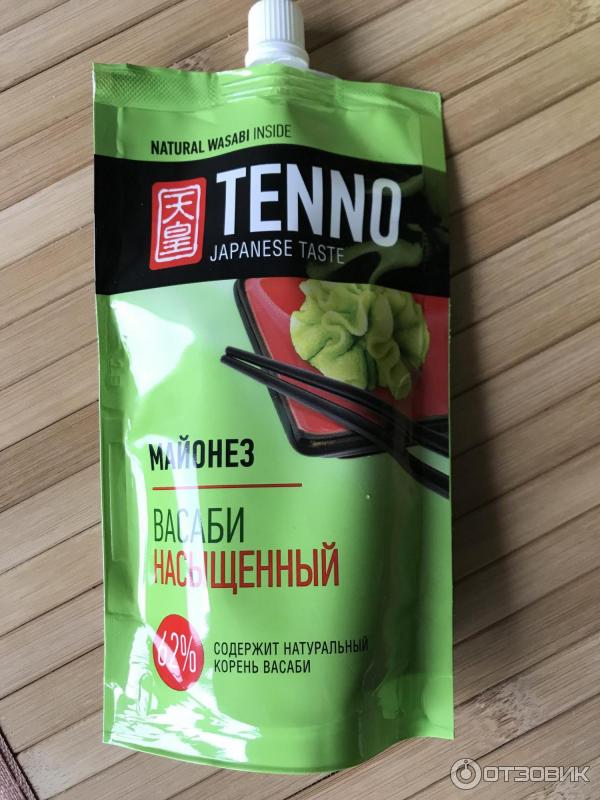 NATURAL WASABI INSIDE
天皇
TENNO
JAPANESE TASTE
МАЙОНЕЗ
ВАСАБИ
НАСЫЩЕННЫЙ
62%
СОДЕРЖИТ НАТУРАЛЬНЫЙ
КОРЕНЬ ВАСАБИ
ОТЗОВИК